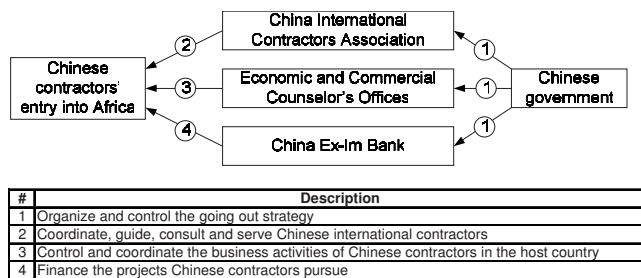 China International
Contractors Association
2
1
Chinese
contractors'
entry into Africa
3
Economic and Commercial
Counselor's Offices
1
Chinese
government
4
China Ex-Im Bank
1
# Description
1 Organize and control the going out strategy
2 Coordinate, guide, consult and serve Chinese international contractors
3 Control and coordinate the business activities of Chinese contractors in the host country
4 Finance the projects Chinese contractors pursue